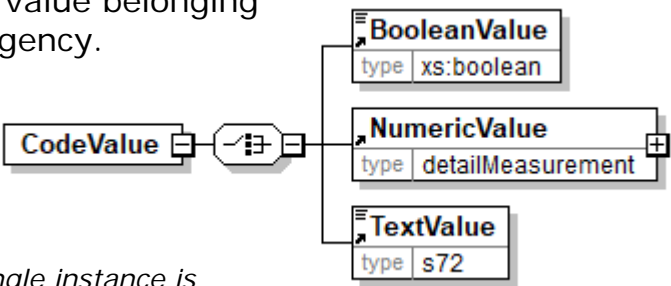 value belonging
gency.
BooleanValue
type xs:boolean
CodeValue
NumericValue
type detailMeasurement
TextValue
type s72
ngle instance is